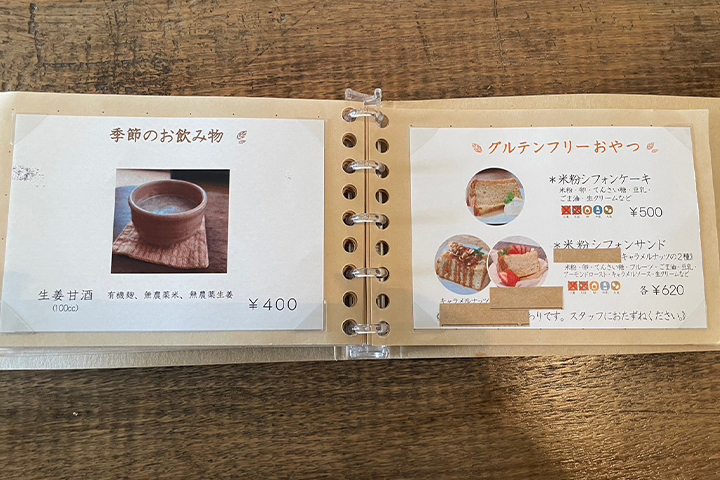 季節のお飲み物
生姜甘酒 有機麹、無農薬米、無農薬生姜
(100cc)
¥400
グルテンフリーおやつ
*米粉シフォンケーキ
米粉・卵・てんさい糖・豆乳・
ごま油・生クリームなど
¥500
*米粉シフォンサンド
キャラメルナッツの2種)
米粉・卵・てんさい糖・フルーツ・ごま油・豆乳・
アーモンドロースト・キャラメルソース・生クリームなど
各¥620
キャラメルナッツ
わりです。スタッフにおたずねください。)